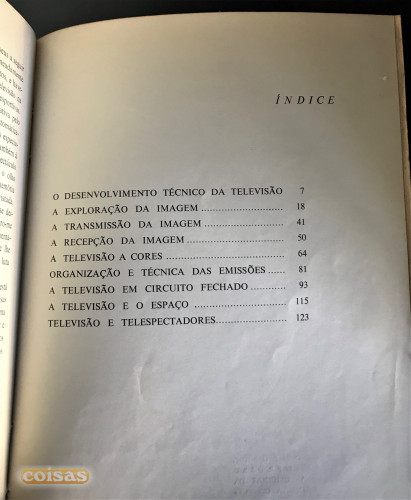 ÍNDICE
O DESENVOLVIMENTO TÉCNICO DA TELEVISÃO 7
A EXPLORAÇÃO DA IMAGEM 18
A TRANSMISSÃO DA IMAGEM 41
A RECEPÇÃO DA IMAGEM 50
A TELEVISÃO A CORES 64
ORGANIZAÇÃO E TÉCNICA DAS EMISSÕES 81
A TELEVISÃO EM CIRCUITO FECHADO 93
A TELEVISÃO E O ESPAÇO 115
TELEVISÃO E TELESPECTADORES 123
coisas